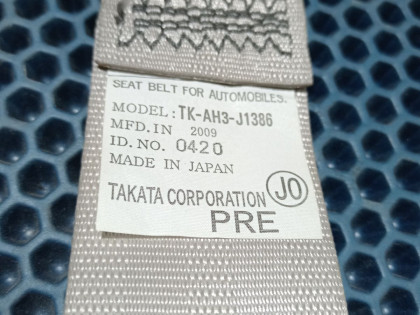 SEAT BELT FOR AUTOMOBILES.
MODEL: TK-AH3-J1386
MFD.IN 2009
ID. NO. 0420
MADE IN JAPAN
TAKATA CORPORATION JO
PRE